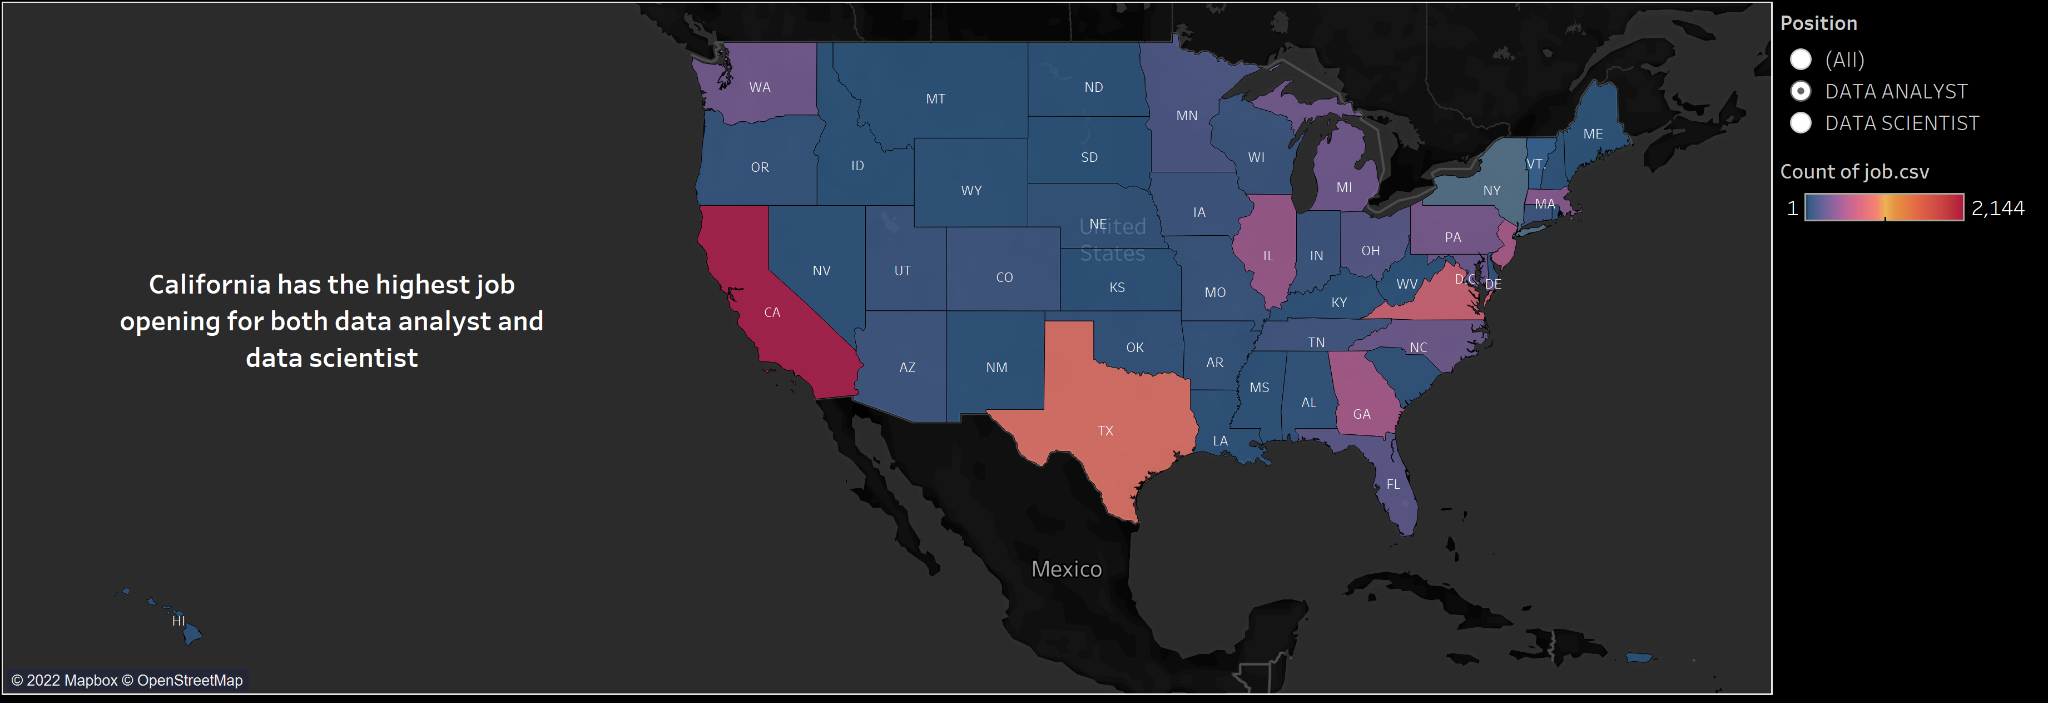 California has the highest job
opening for both data analyst and
data scientist
WA
MT
ND
MN
ME
OR
ID
SD
WI
VT.
WY
MI
NY
MA
NE
IA
United
States
NV
UT
CO
KS
MO
IL
IN
OH
PA
WV
D.C
DE
KY
CA
AZ
NM
OK
AR
TN
NC
MS
AL
GA
TX
LA
FL
Mexico
HI
© 2022 Mapbox © OpenStreetMap
Position
(All)
DATA ANALYST
DATA SCIENTIST
Count of job.csv
1
2,144